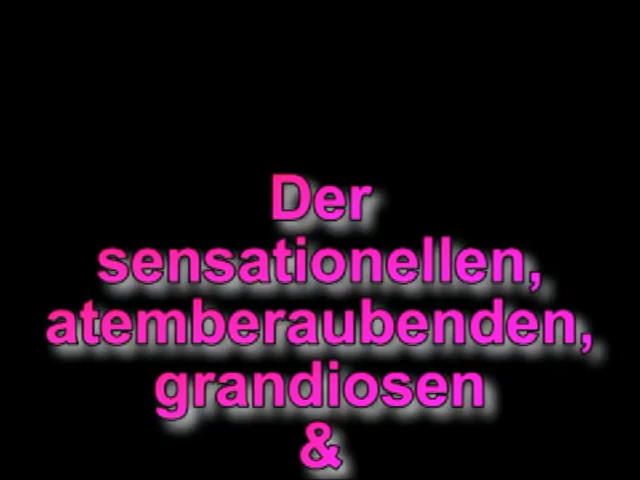 Der
sensationellen,
atemberaubenden,
grandiosen
&